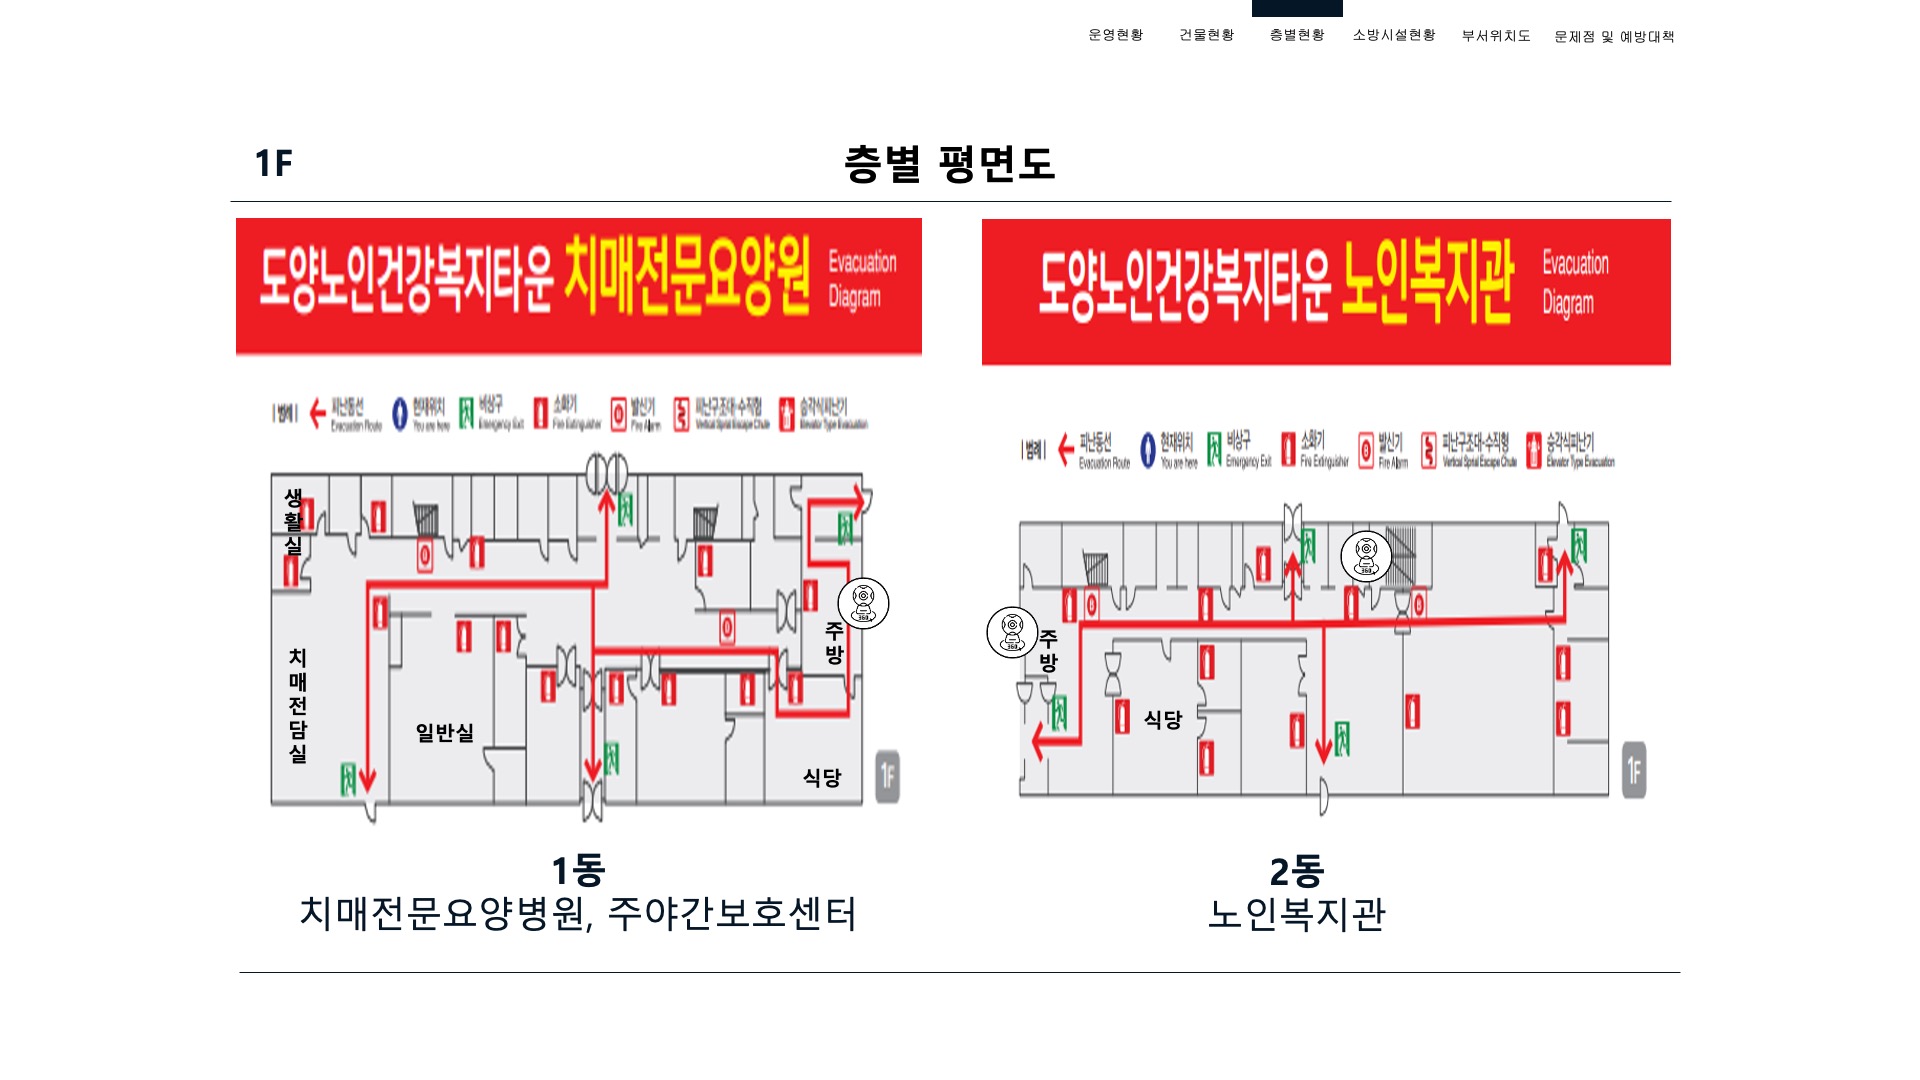 운영현황 건물현황 층별현황 소방시설현황 부서위치도 문제점 및 예방대책
1F
층별 평면도
도양노인건강복지타운 치매전문요양원 Evacuation Diagram
| 범례 |
피난동선 Evacuation Route
현재위치 You are here
비상구 Emergency Exit
소화기 Fire Extinguisher
발신기 Fire Alarm
피난구조대-수직형 Vertical Spiral Escape Chute
승각식피난기 Elevator Type Evacuation
생활실
치매전담실
일반실
주방
식당
1F
1동
치매전문요양병원, 주야간보호센터
도양노인건강복지타운 노인복지관 Evacuation Diagram
| 범례 |
피난동선 Evacuation Route
현재위치 You are here
비상구 Emergency Exit
소화기 Fire Extinguisher
발신기 Fire Alarm
피난구조대-수직형 Vertical Spiral Escape Chute
승각식피난기 Elevator Type Evacuation
360
360
360
주방
식당
1F
2동
노인복지관